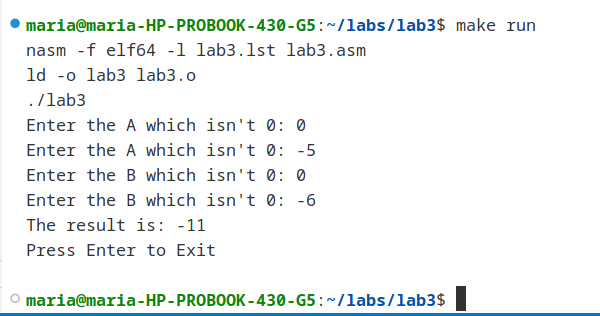 maria@maria-HP-PROBOOK-430-G5:~/labs/lab3$ make run
nasm -f elf64 -l lab3.lst lab3.asm
ld -o lab3 lab3.o
./lab3
Enter the A which isn't 0: 0
Enter the A which isn't 0: -5
Enter the B which isn't 0: 0
Enter the B which isn't 0: -6
The result is: -11
Press Enter to Exit
maria@maria-HP-PROBOOK-430-G5:~/labs/lab3$